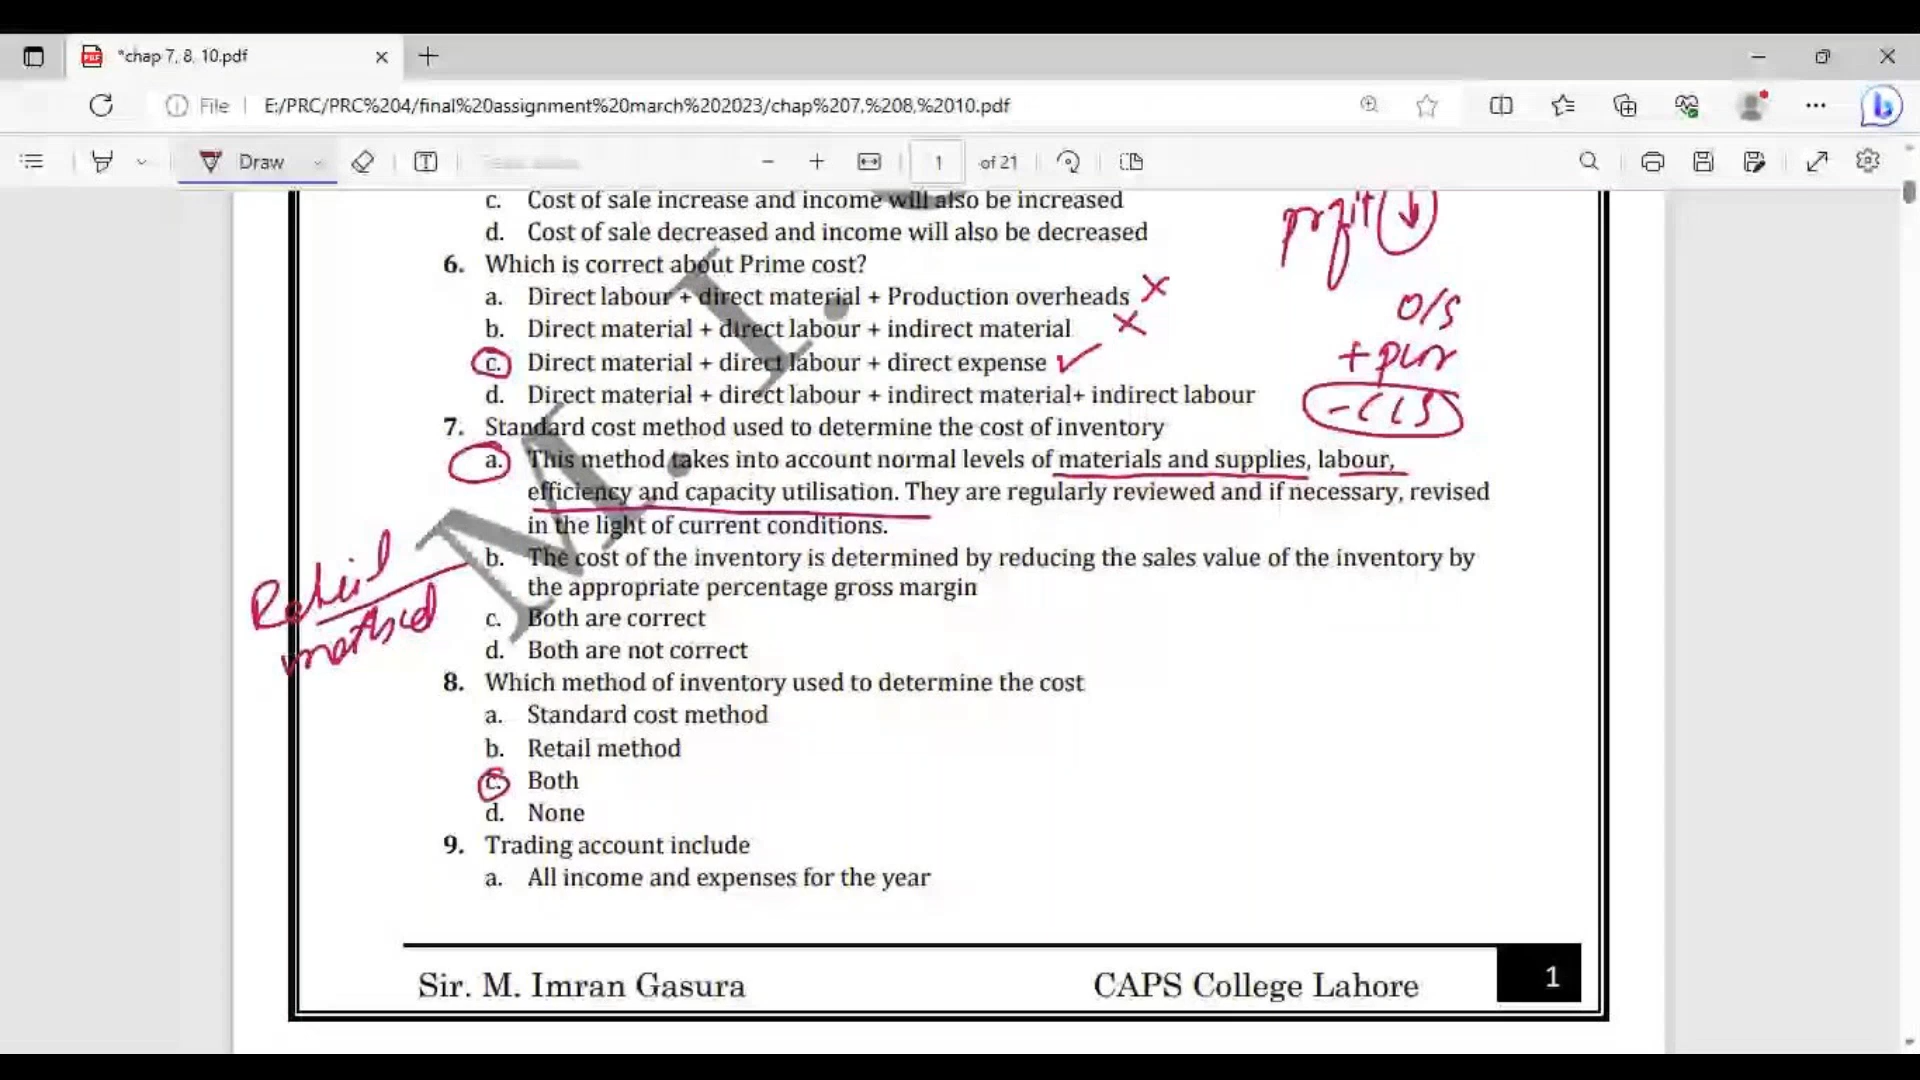 *chap 7, 8, 10.pdf
File E:/PRC/PRC%204/final%20assignment%20march%202023/chap%207,%208,%2010.pdf
Draw 1 of 21
c. Cost of sale increase and income will also be increased
d. Cost of sale decreased and income will also be decreased
profit ↓
6. Which is correct about Prime cost?
a. Direct labour + direct material + Production overheads
b. Direct material + direct labour + indirect material
O/S
c. Direct material + direct labour + direct expense
+ pur
d. Direct material + direct labour + indirect material+ indirect labour
7. Standard cost method used to determine the cost of inventory
a. This method takes into account normal levels of materials and supplies, labour,
efficiency and capacity utilisation. They are regularly reviewed and if necessary, revised
in the light of current conditions.
b. The cost of the inventory is determined by reducing the sales value of the inventory by
the appropriate percentage gross margin
Retail
method
c. Both are correct
d. Both are not correct
8. Which method of inventory used to determine the cost
a. Standard cost method
b. Retail method
c. Both
d. None
9. Trading account include
a. All income and expenses for the year
Sir. M. Imran Gasura CAPS College Lahore 1